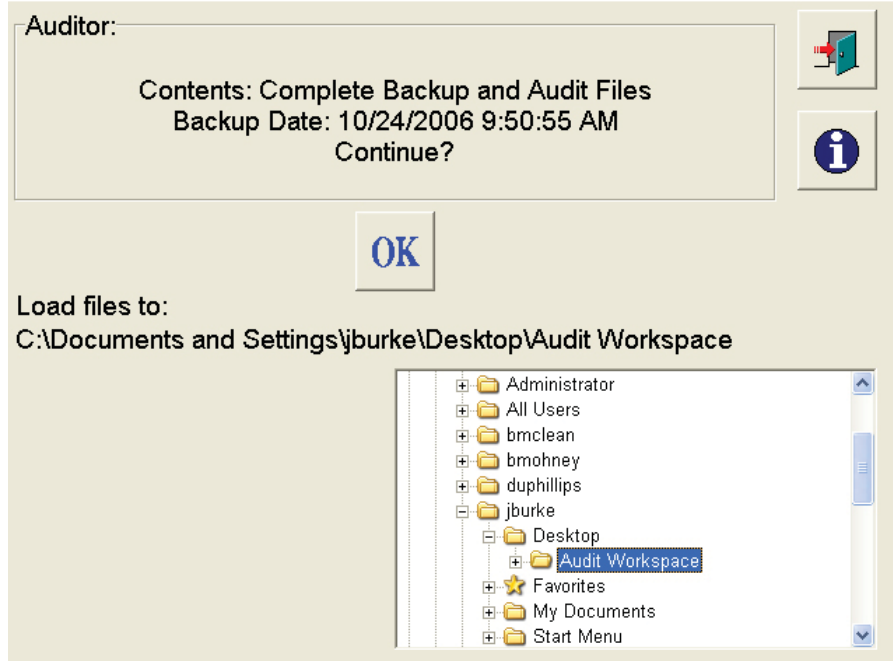 Auditor:
Contents: Complete Backup and Audit Files
Backup Date: 10/24/2006 9:50:55 AM
Continue?
OK
Load files to:
C:\Documents and Settings\jburke\Desktop\Audit Workspace
Administrator
All Users
bmclean
bmohney
duphillips
jburke
Desktop
Audit Workspace
Favorites
My Documents
Start Menu